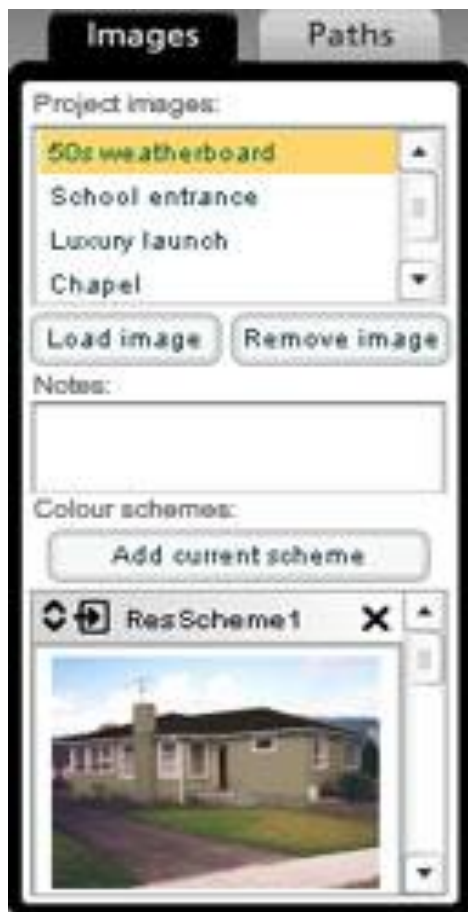 Images Paths
Project images:
50s weatherboard
School entrance
Luxury launch
Chapel
Load image Remove image
Notes:
Colour schemes:
Add current scheme
ResScheme1